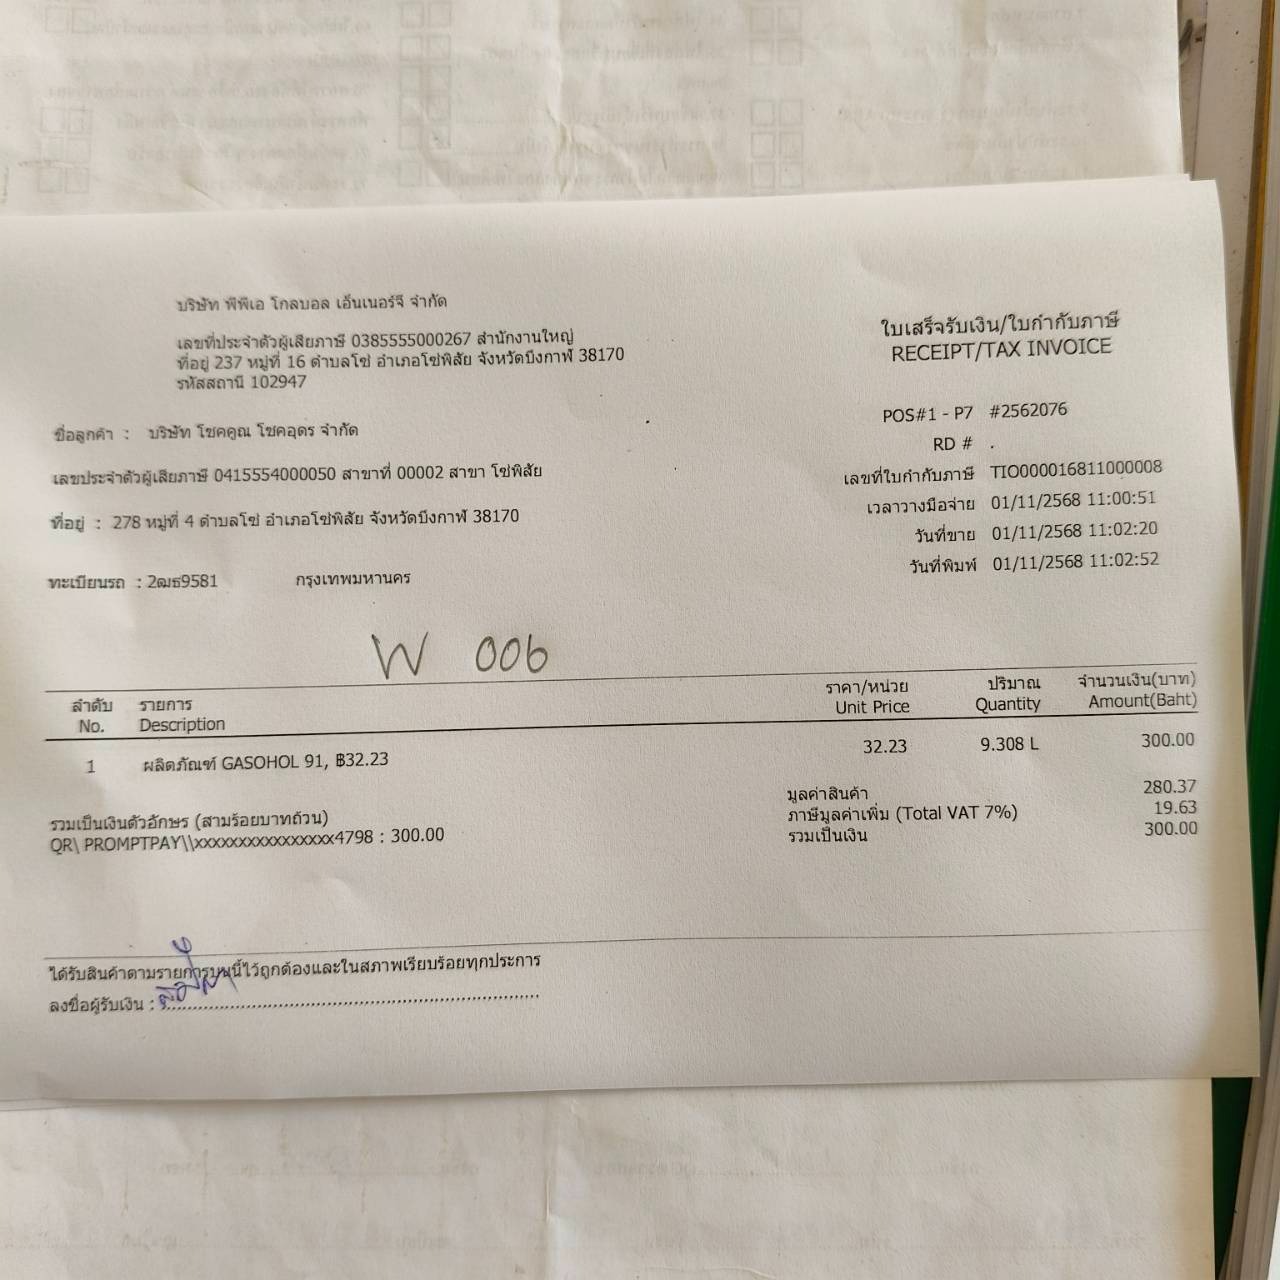 บริษัท พีพีเอ โกลบอล เอ็นเนอร์จี จำกัด
เลขที่ประจำตัวผู้เสียภาษี 0385555000267 สำนักงานใหญ่
ที่อยู่ 237 หมู่ที่ 16 ตำบลโซ่ อำเภอโซ่พิสัย จังหวัดบึงกาฬ 38170
รหัสสถานี 102947
ใบเสร็จรับเงิน/ใบกำกับภาษี
RECEIPT/TAX INVOICE
POS#1 - P7 #2562076
RD # .
เลขที่ใบกำกับภาษี TIO000016811000008
เวลาวางมือจ่าย 01/11/2568 11:00:51
วันที่ขาย 01/11/2568 11:02:20
วันที่พิมพ์ 01/11/2568 11:02:52
ชื่อลูกค้า : บริษัท โชคคูณ โชคอุดร จำกัด
เลขประจำตัวผู้เสียภาษี 0415554000050 สาขาที่ 00002 สาขา โซ่พิสัย
ที่อยู่ : 278 หมู่ที่ 4 ตำบลโซ่ อำเภอโซ่พิสัย จังหวัดบึงกาฬ 38170
ทะเบียนรถ : 2ฒธ9581 กรุงเทพมหานคร
W 006
ลำดับ รายการ ราคา/หน่วย ปริมาณ จำนวนเงิน(บาท)
No. Description Unit Price Quantity Amount(Baht)
1 ผลิตภัณฑ์ GASOHOL 91, ฿32.23 32.23 9.308 L 300.00
มูลค่าสินค้า 280.37
ภาษีมูลค่าเพิ่ม (Total VAT 7%) 19.63
รวมเป็นเงิน 300.00
รวมเป็นเงินตัวอักษร (สามร้อยบาทถ้วน)
QR\ PROMPTPAY\\xxxxxxxxxxxxxxxx4798 : 300.00
ได้รับสินค้าตามรายการบนนี้ไว้ถูกต้องและในสภาพเรียบร้อยทุกประการ
ลงชื่อผู้รับเงิน :